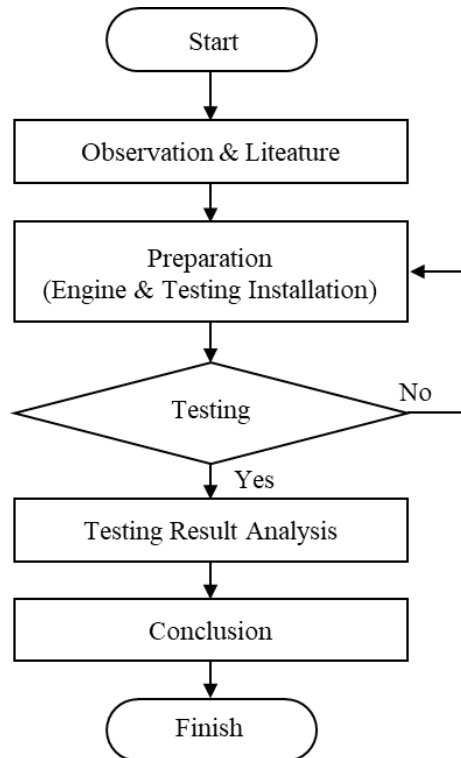 Start
Observation & Liteature
Preparation
(Engine & Testing Installation)
Testing
No
Yes
Testing Result Analysis
Conclusion
Finish